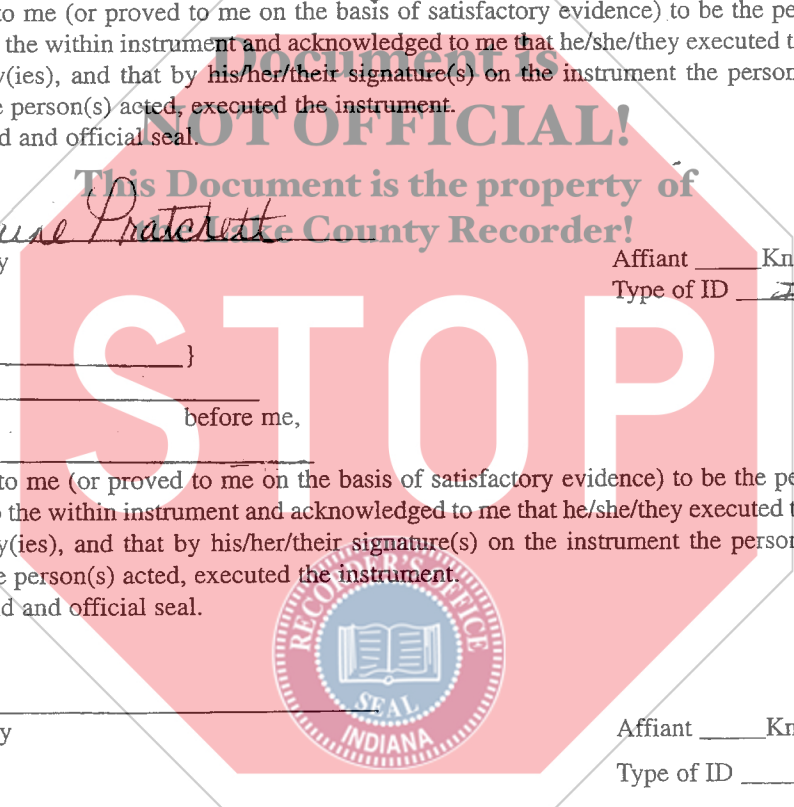 to me (or proved to me on the basis of satisfactory evidence) to be the pe
the within instrument and acknowledged to me that he/she/they executed t
y(ies), and that by his/her/their signature(s) on the instrument the person
e person(s) acted, executed the instrument.
d and official seal.
Document is
NOT OFFICIAL!
This Document is the property of
the Lake County Recorder!
Pratchett
y
Affiant _____Kn
Type of ID ____
STOP
}
before me,
to me (or proved to me on the basis of satisfactory evidence) to be the pe
o the within instrument and acknowledged to me that he/she/they executed t
y(ies), and that by his/her/their signature(s) on the instrument the person
e person(s) acted, executed the instrument.
d and official seal.
RECORDER'S OFFICE
SEAL
INDIANA
y
Affiant _____Kn
Type of ID ____